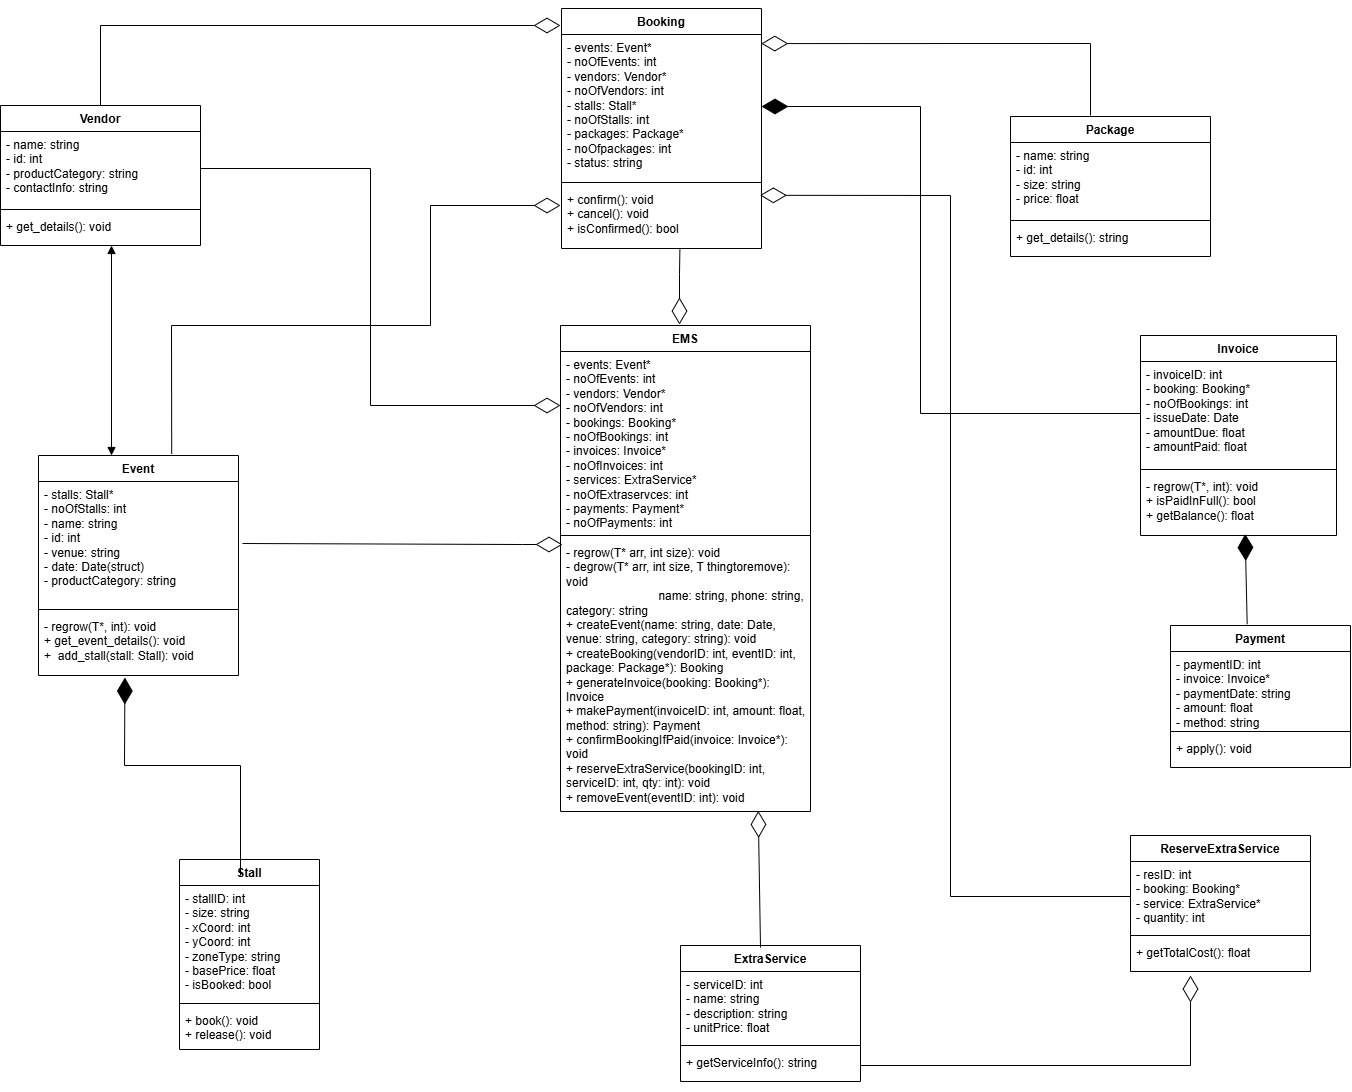 Booking
- events: Event*
- noOfEvents: int
- vendors: Vendor*
- noOfVendors: int
- stalls: Stall*
- noOfStalls: int
- packages: Package*
- noOfpackages: int
- status: string
+ confirm(): void
+ cancel(): void
+ isConfirmed(): bool
Vendor
- name: string
- id: int
- productCategory: string
- contactInfo: string
+ get_details(): void
Package
- name: string
- id: int
- size: string
- price: float
+ get_details(): string
EMS
- events: Event*
- noOfEvents: int
- vendors: Vendor*
- noOfVendors: int
- bookings: Booking*
- noOfBookings: int
- invoices: Invoice*
- noOfInvoices: int
- services: ExtraService*
- noOfExtraservces: int
- payments: Payment*
- noOfPayments: int
- regrow(T* arr, int size): void
- degrow(T* arr, int size, T thingtoremove):
void
name: string, phone: string,
category: string
+ createEvent(name: string, date: Date,
venue: string, category: string): void
+ createBooking(vendorID: int, eventID: int,
package: Package*): Booking
+ generateInvoice(booking: Booking*):
Invoice
+ makePayment(invoiceID: int, amount: float,
method: string): Payment
+ confirmBookingIfPaid(invoice: Invoice*):
void
+ reserveExtraService(bookingID: int,
serviceID: int, qty: int): void
+ removeEvent(eventID: int): void
Invoice
- invoiceID: int
- booking: Booking*
- noOfBookings: int
- issueDate: Date
- amountDue: float
- amountPaid: float
- regrow(T*, int): void
+ isPaidInFull(): bool
+ getBalance(): float
Event
- stalls: Stall*
- noOfStalls: int
- name: string
- id: int
- venue: string
- date: Date(struct)
- productCategory: string
- regrow(T*, int): void
+ get_event_details(): void
+ add_stall(stall: Stall): void
Payment
- paymentID: int
- invoice: Invoice*
- paymentDate: string
- amount: float
- method: string
+ apply(): void
Stall
- stallID: int
- size: string
- xCoord: int
- yCoord: int
- zoneType: string
- basePrice: float
- isBooked: bool
+ book(): void
+ release(): void
ReserveExtraService
- resID: int
- booking: Booking*
- service: ExtraService*
- quantity: int
+ getTotalCost(): float
ExtraService
- serviceID: int
- name: string
- description: string
- unitPrice: float
+ getServiceInfo(): string